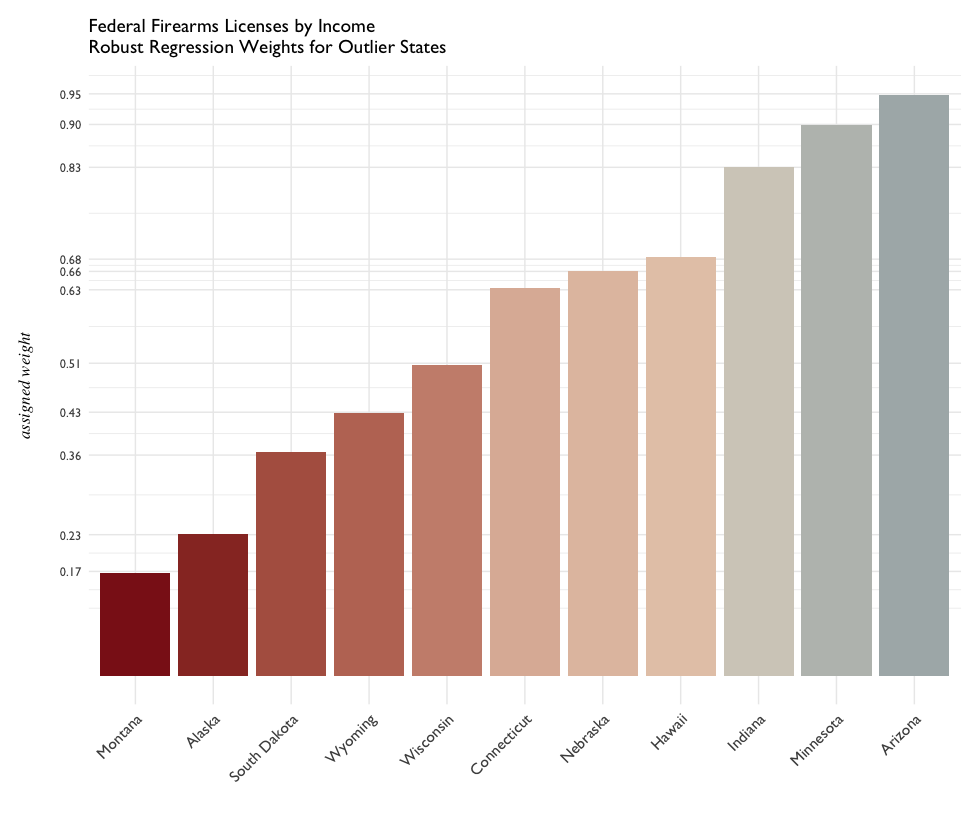 Federal Firearms Licenses by Income
Robust Regression Weights for Outlier States
assigned weight
0.95
0.90
0.83
0.68
0.66
0.63
0.51
0.43
0.36
0.23
0.17
Montana
Alaska
South Dakota
Wyoming
Wisconsin
Connecticut
Nebraska
Hawaii
Indiana
Minnesota
Arizona